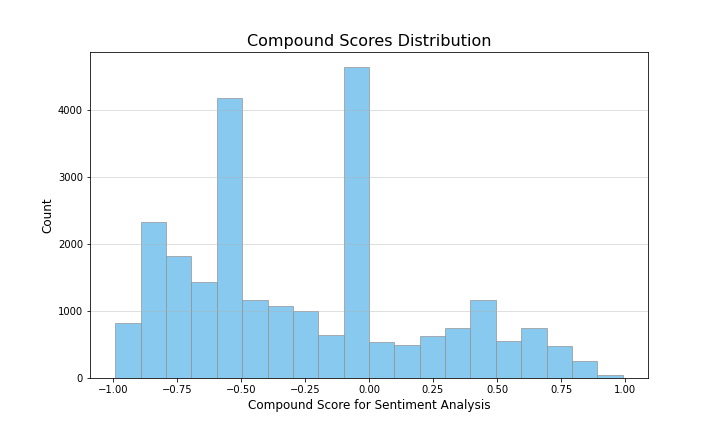 Compound Scores Distribution
Count
4000
3000
2000
1000
0
−1.00 −0.75 −0.50 −0.25 0.00 0.25 0.50 0.75 1.00
Compound Score for Sentiment Analysis